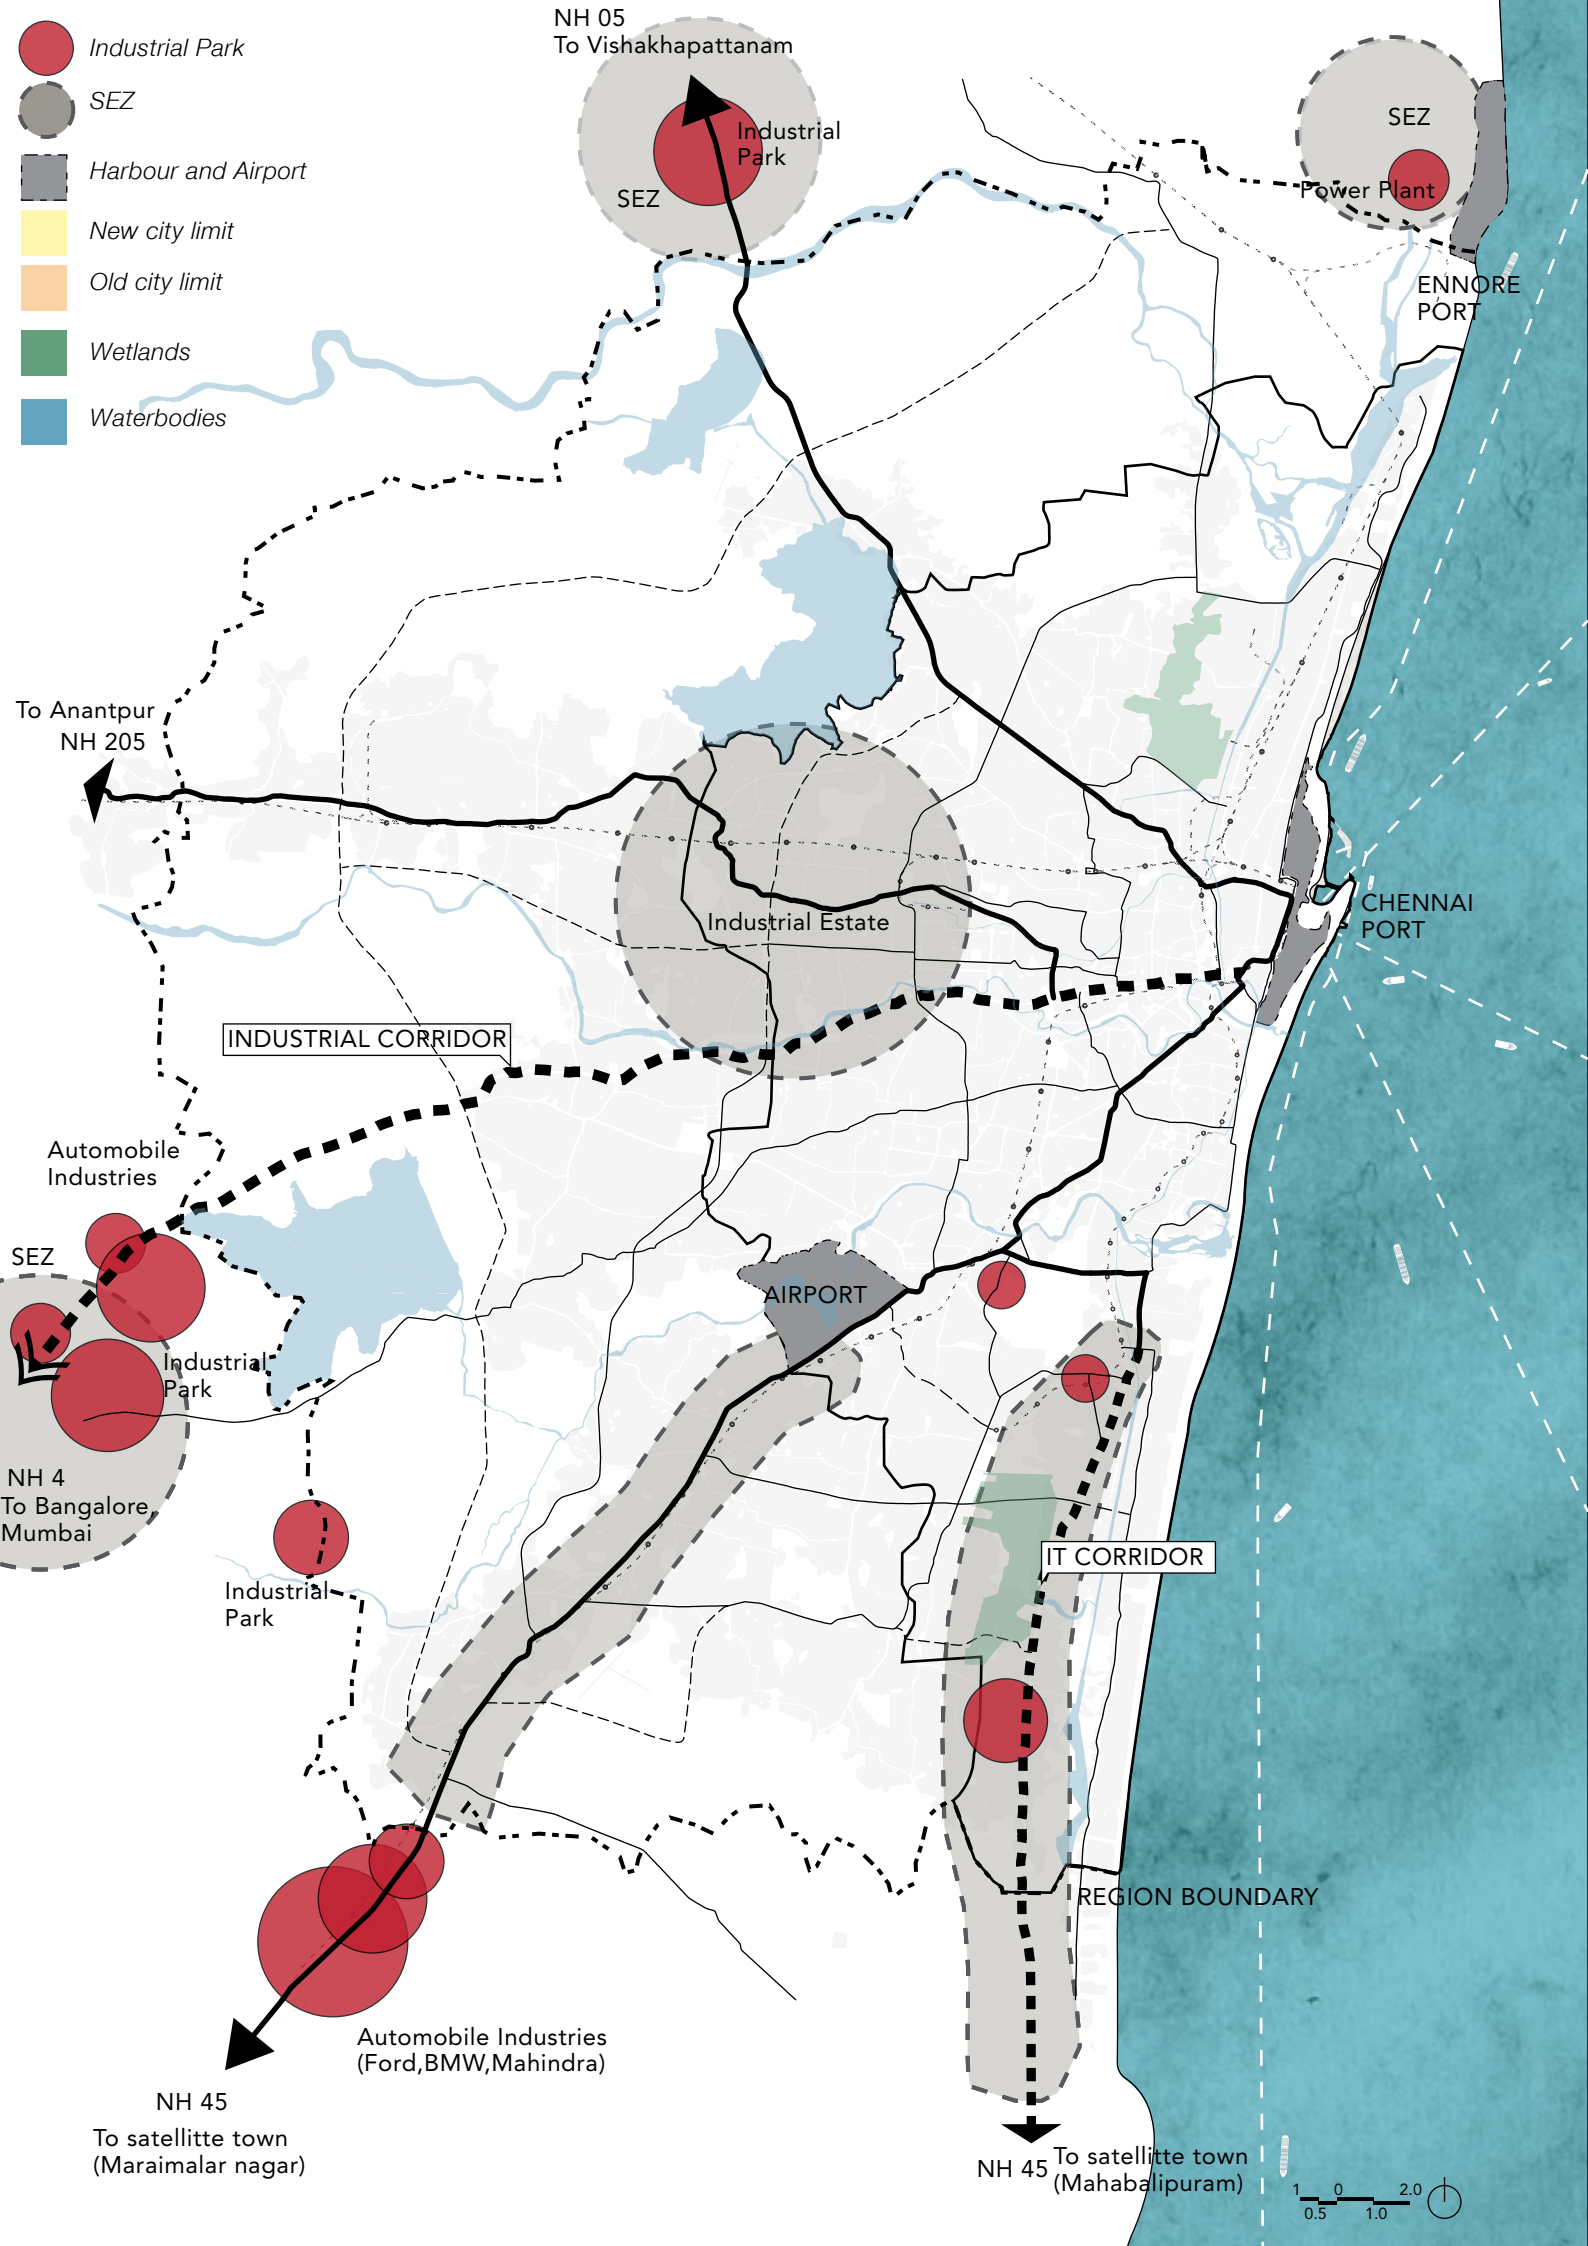 Industrial Park
SEZ
Harbour and Airport
New city limit
Old city limit
Wetlands
Waterbodies
NH 05
To Vishakhapattanam
Industrial
Park
SEZ
SEZ
Power Plant
ENNORE
PORT
To Anantpur
NH 205
Industrial Estate
CHENNAI
PORT
INDUSTRIAL CORRIDOR
Automobile
Industries
SEZ
AIRPORT
Industrial
Park
NH 4
To Bangalore,
Mumbai
IT CORRIDOR
Industrial
Park
REGION BOUNDARY
Automobile Industries
(Ford,BMW,Mahindra)
NH 45
To satellitte town
(Maraimalar nagar)
NH 45
To satellitte town
(Mahabalipuram)
1 0 2.0
0.5 1.0